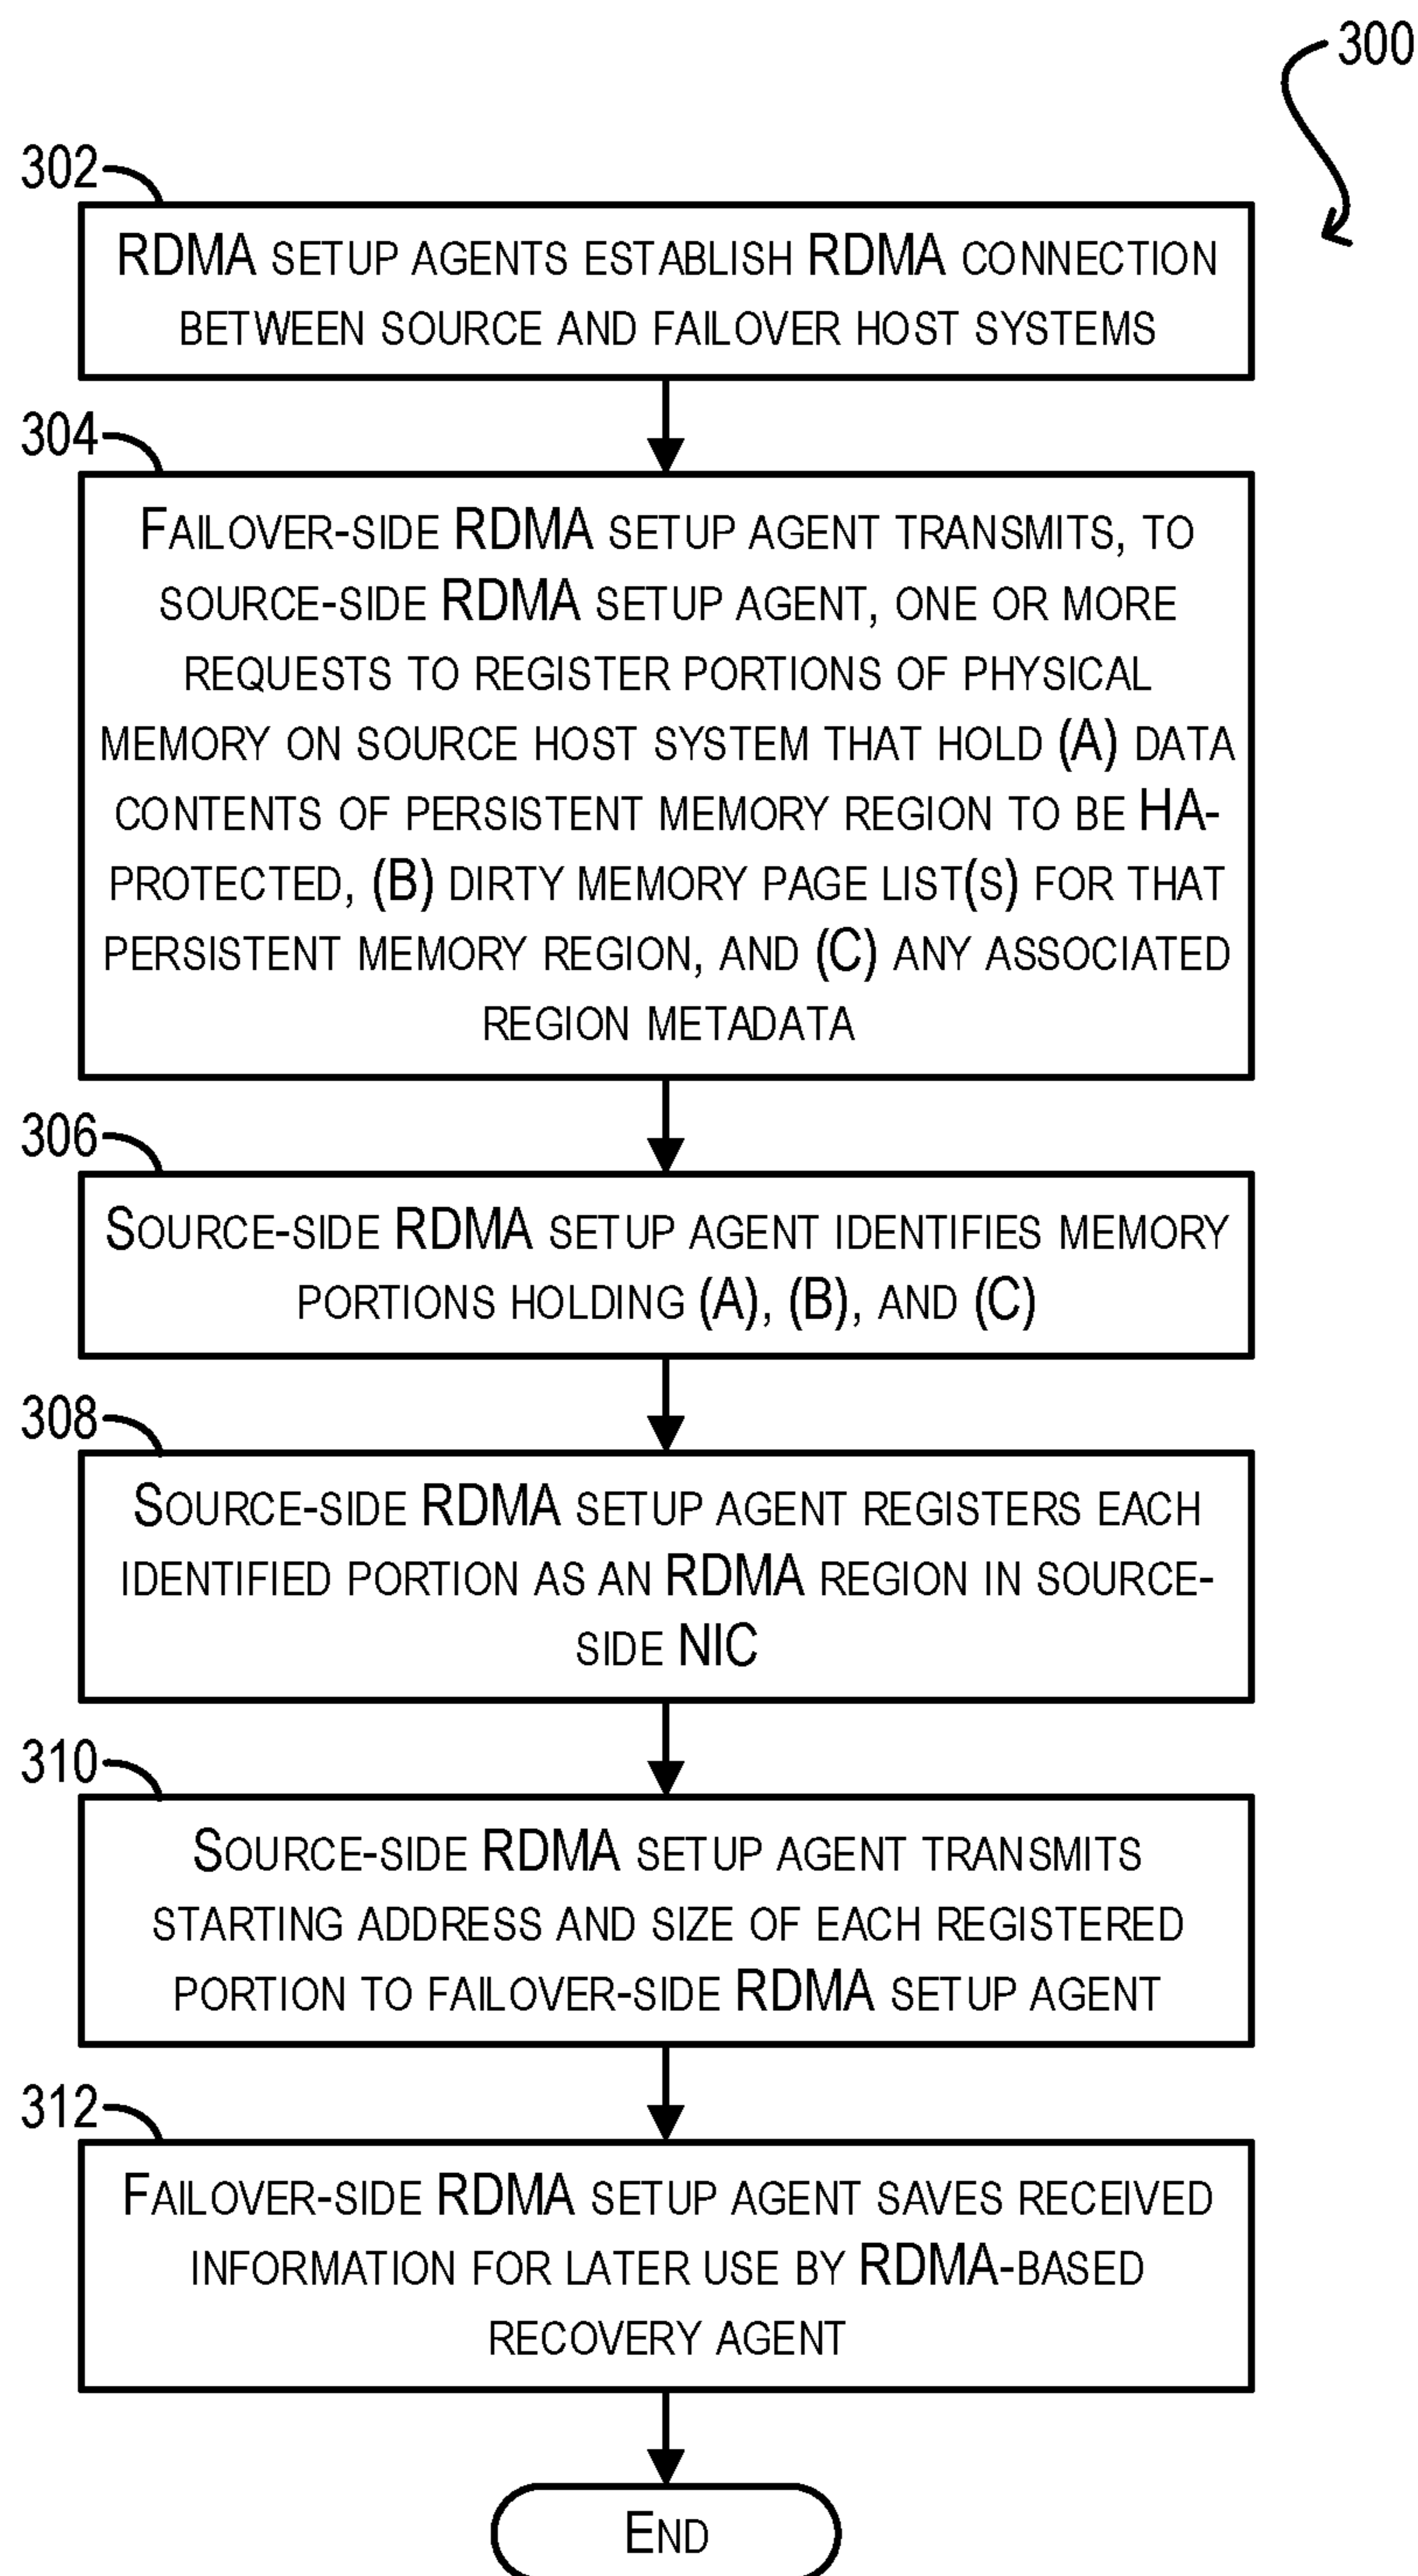 300
302
RDMA SETUP AGENTS ESTABLISH RDMA CONNECTION
BETWEEN SOURCE AND FAILOVER HOST SYSTEMS
304
FAILOVER-SIDE RDMA SETUP AGENT TRANSMITS, TO
SOURCE-SIDE RDMA SETUP AGENT, ONE OR MORE
REQUESTS TO REGISTER PORTIONS OF PHYSICAL
MEMORY ON SOURCE HOST SYSTEM THAT HOLD (A) DATA
CONTENTS OF PERSISTENT MEMORY REGION TO BE HA-
PROTECTED, (B) DIRTY MEMORY PAGE LIST(S) FOR THAT
PERSISTENT MEMORY REGION, AND (C) ANY ASSOCIATED
REGION METADATA
306
SOURCE-SIDE RDMA SETUP AGENT IDENTIFIES MEMORY
PORTIONS HOLDING (A), (B), AND (C)
308
SOURCE-SIDE RDMA SETUP AGENT REGISTERS EACH
IDENTIFIED PORTION AS AN RDMA REGION IN SOURCE-
SIDE NIC
310
SOURCE-SIDE RDMA SETUP AGENT TRANSMITS
STARTING ADDRESS AND SIZE OF EACH REGISTERED
PORTION TO FAILOVER-SIDE RDMA SETUP AGENT
312
FAILOVER-SIDE RDMA SETUP AGENT SAVES RECEIVED
INFORMATION FOR LATER USE BY RDMA-BASED
RECOVERY AGENT
END